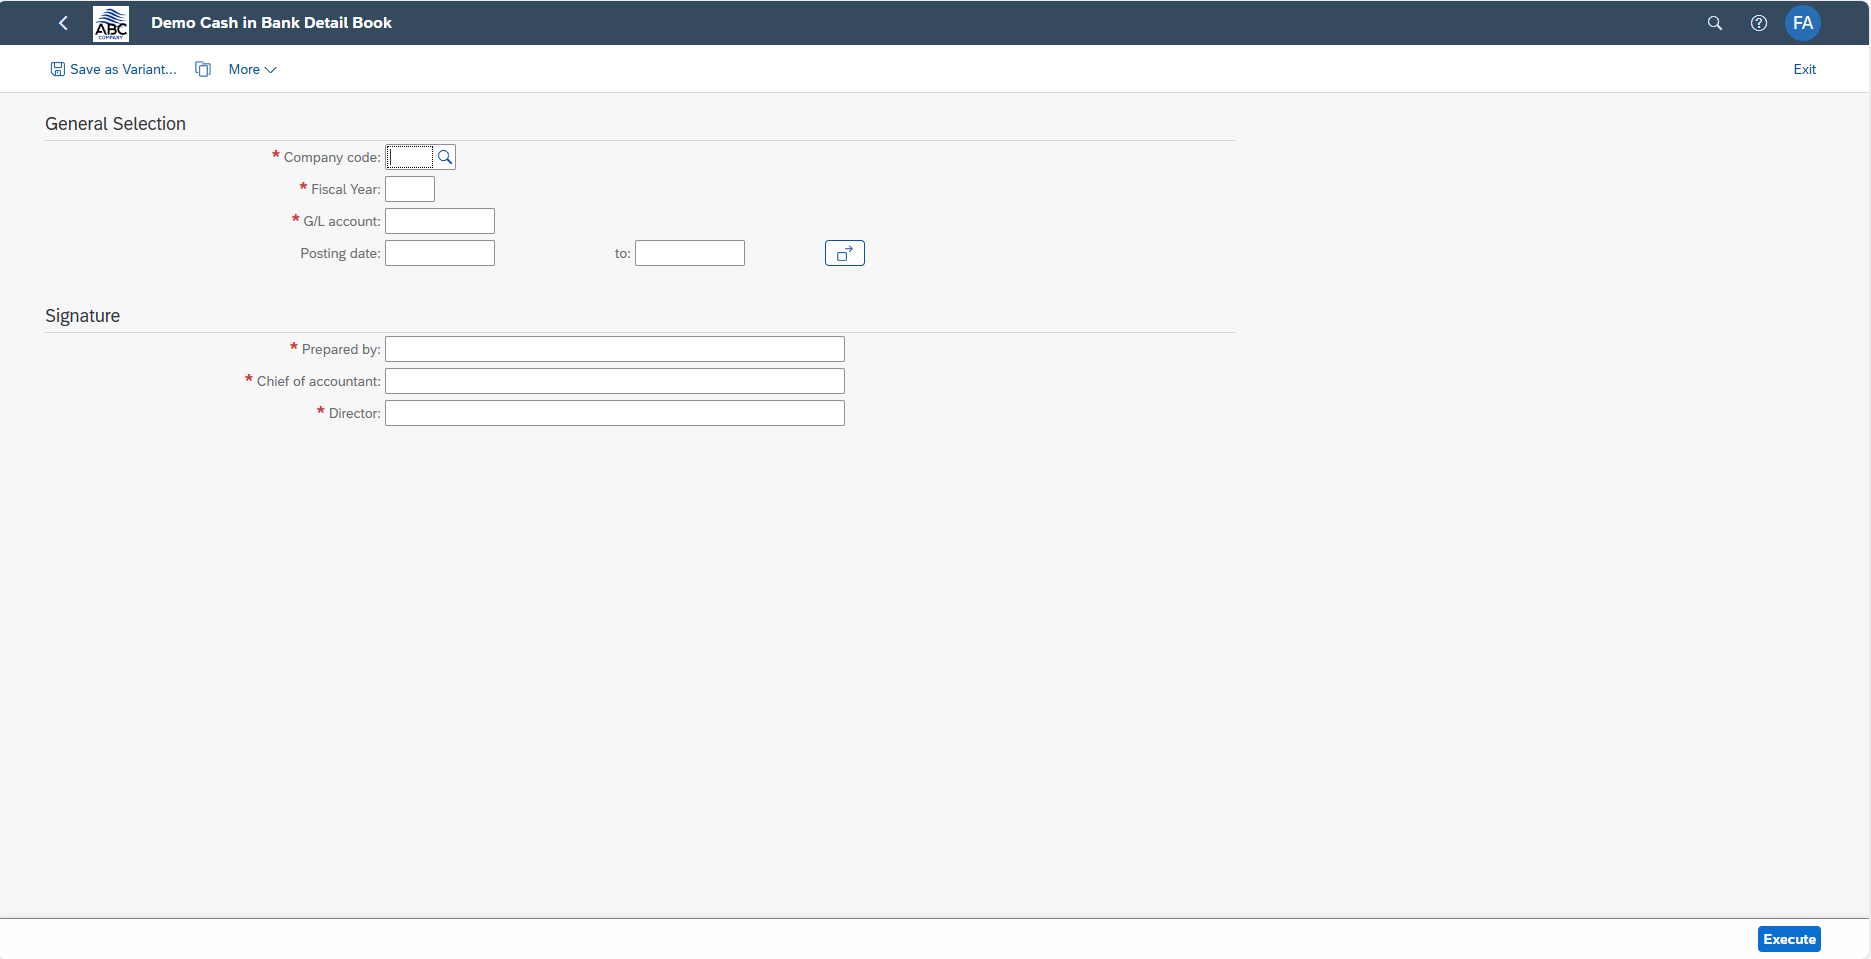 ABC
COMPANY
Demo Cash in Bank Detail Book
FA
Save as Variant...
More
Exit
General Selection
* Company code:
* Fiscal Year:
* G/L account:
Posting date:
to:
Signature
* Prepared by:
* Chief of accountant:
* Director:
Execute